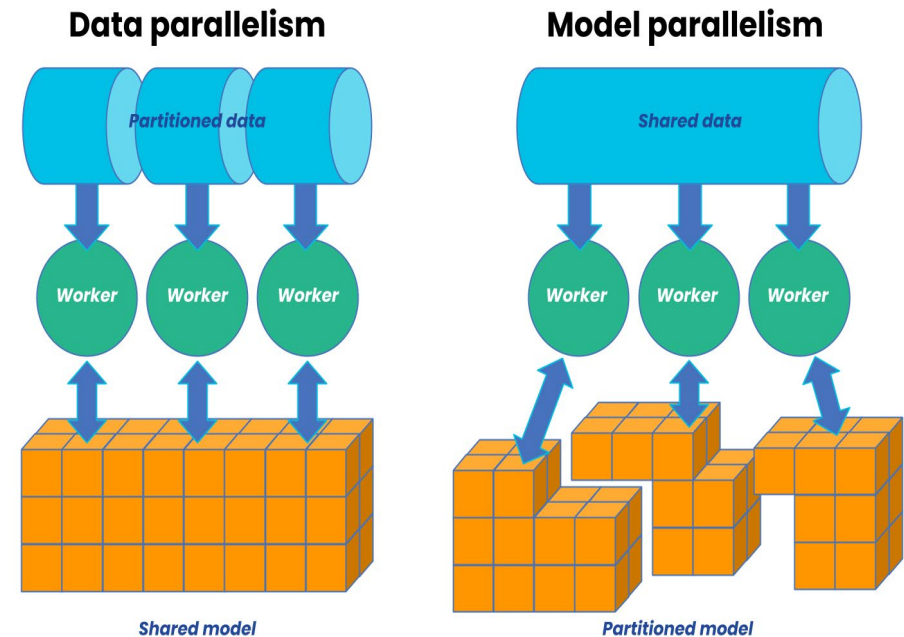 Data parallelism
Partitioned data
Worker
Worker
Worker
Shared model
Model parallelism
Shared data
Worker
Worker
Worker
Partitioned model